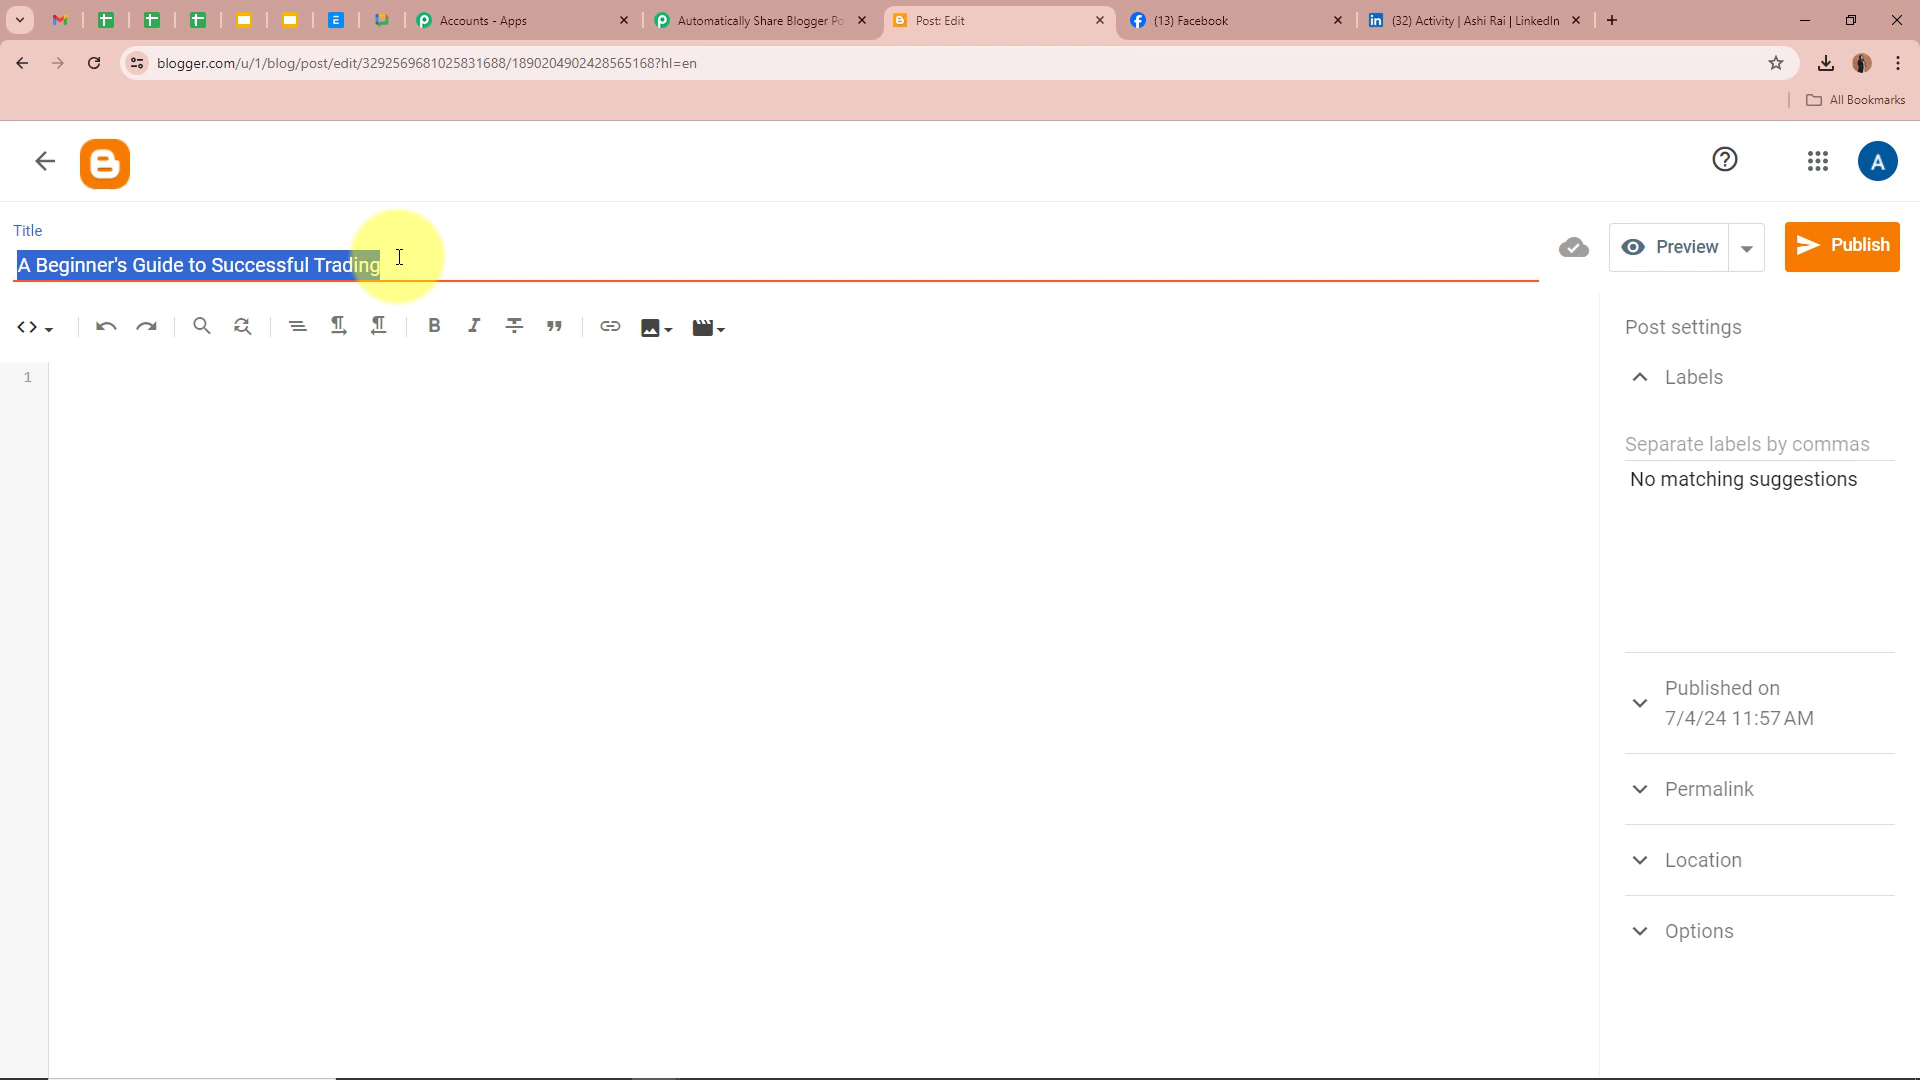 Accounts - Apps
Automatically Share Blogger Po
Post: Edit
(13) Facebook
(32) Activity | Ashi Rai | LinkedIn
blogger.com/u/1/blog/post/edit/3292569681025831688/1890204902428565168?hl=en
All Bookmarks
A
Title
A Beginner's Guide to Successful Trading
Preview
Publish
1
Post settings
Labels
Separate labels by commas
No matching suggestions
Published on
7/4/24 11:57 AM
Permalink
Location
Options